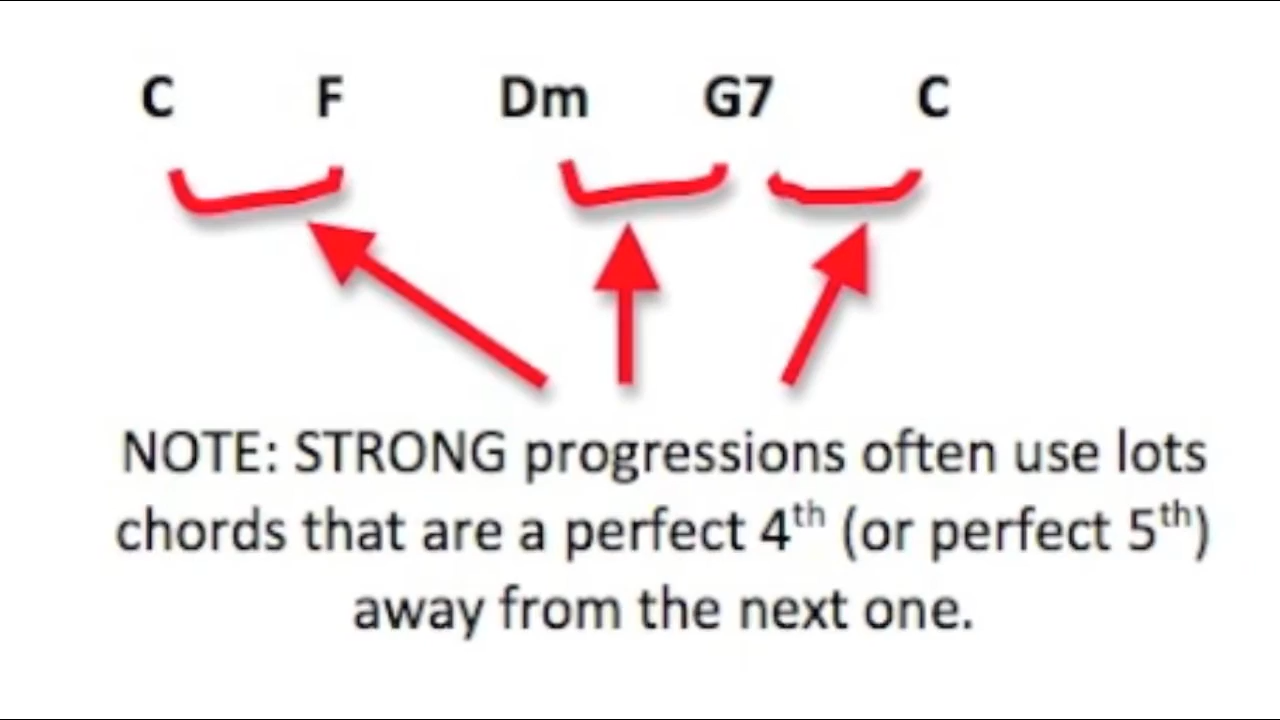 C F Dm G7 C
NOTE: STRONG progressions often use lots
chords that are a perfect 4th (or perfect 5th)
away from the next one.